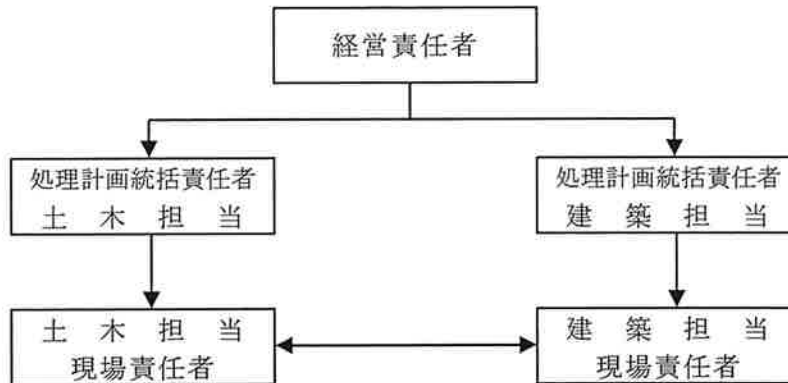 経営責任者
処理計画統括責任者
土木担当
処理計画統括責任者
建築担当
土木担当
現場責任者
建築担当
現場責任者